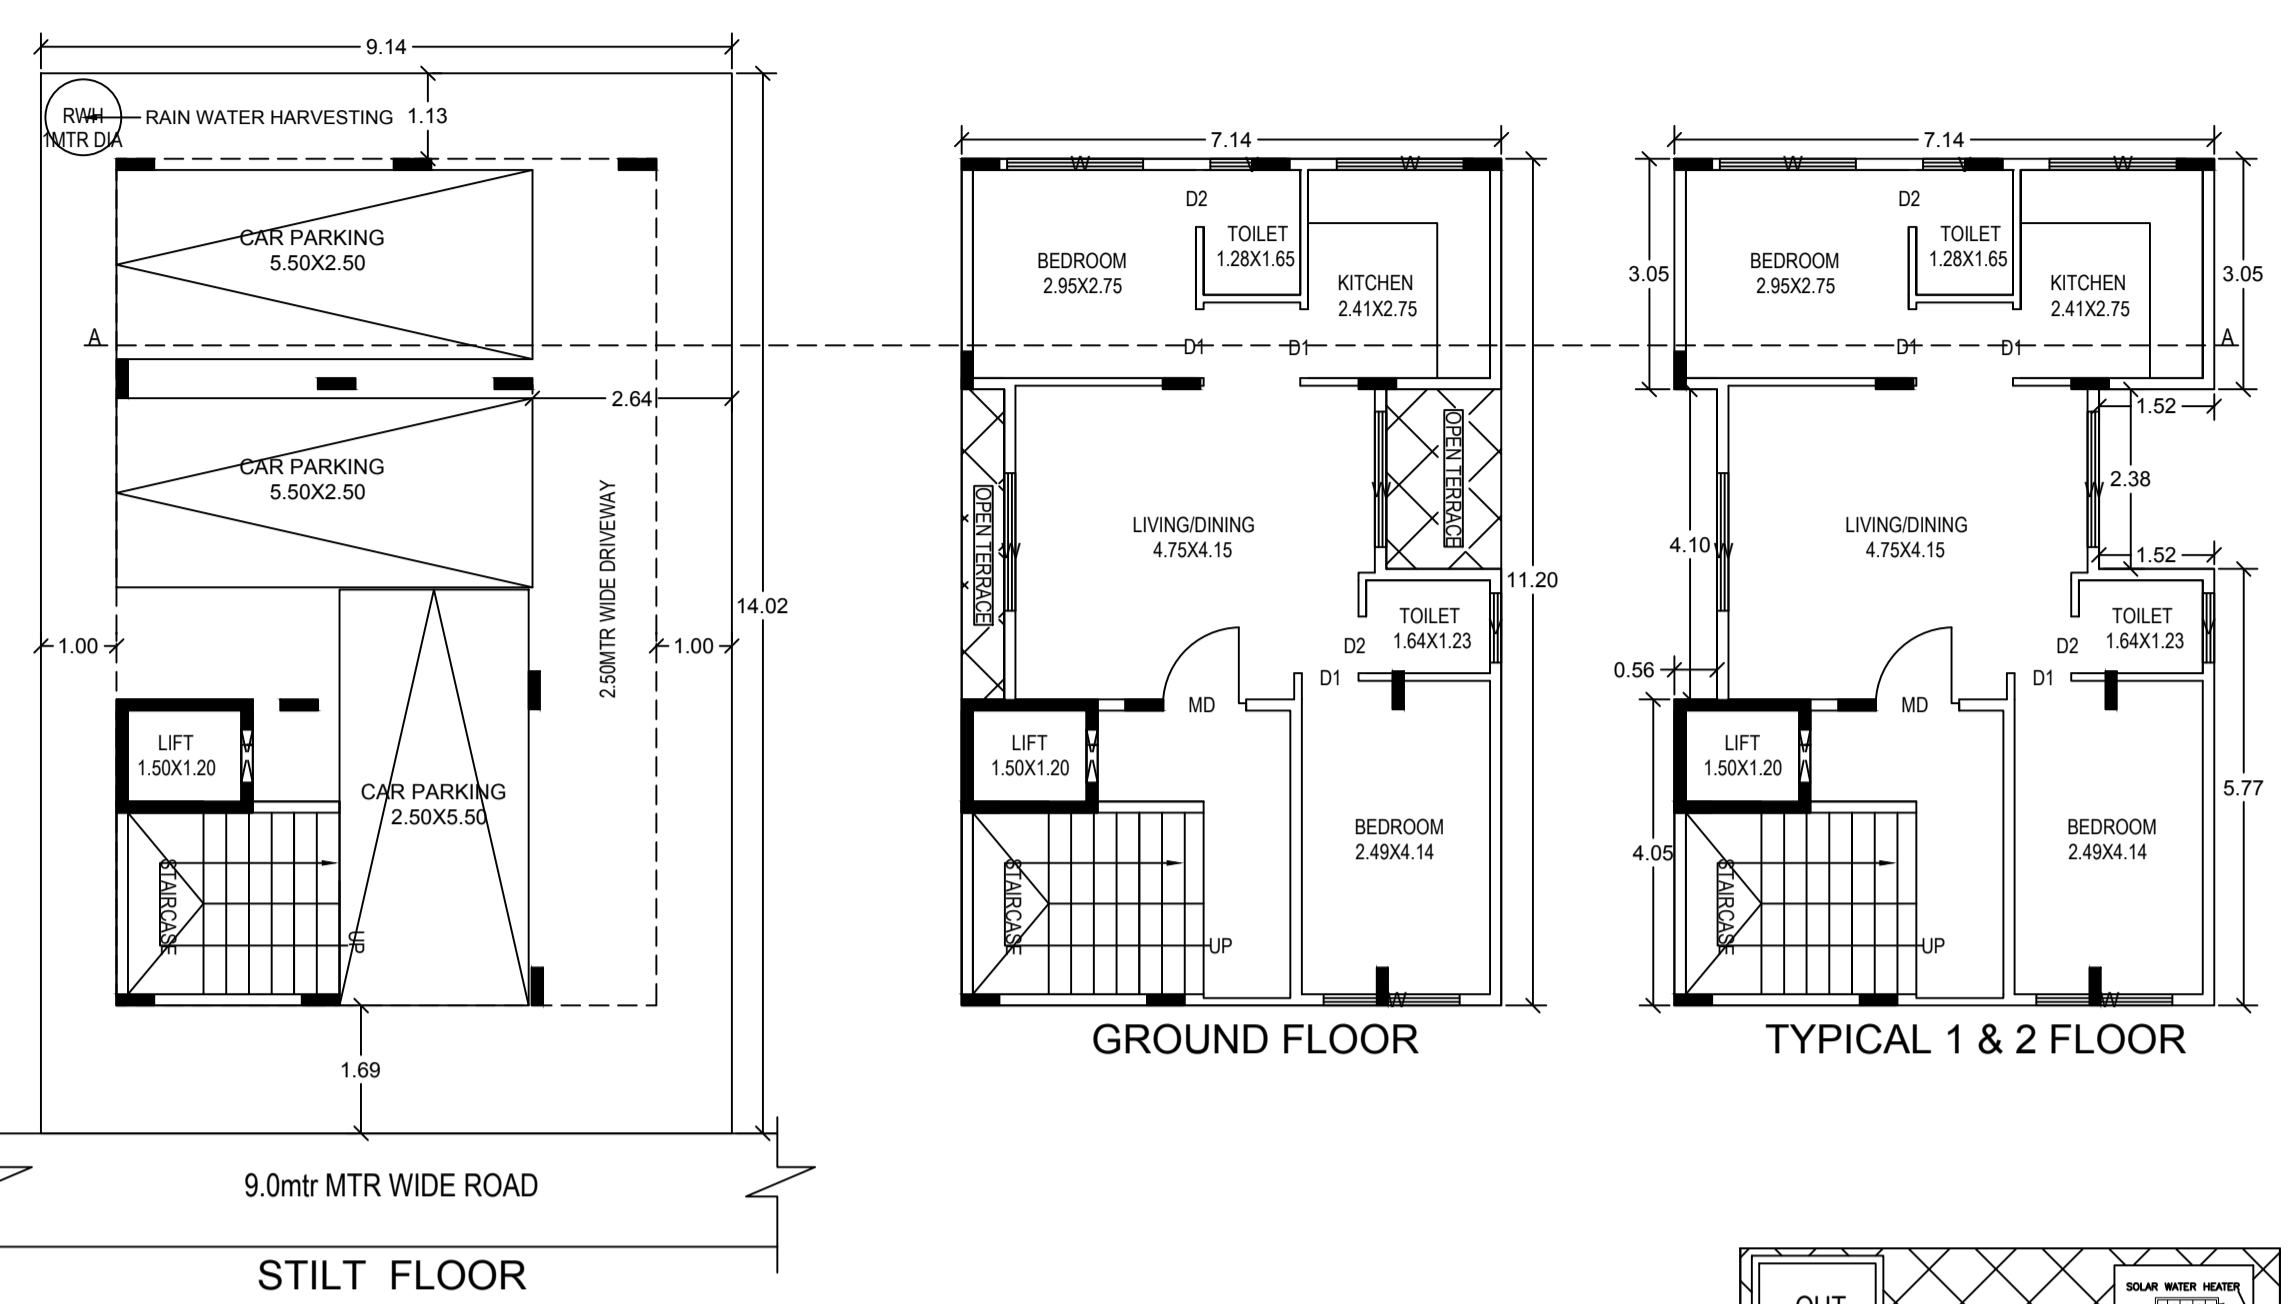 9.14
RWH
1MTR DIA
RAIN WATER HARVESTING
1.13
CAR PARKING
5.50X2.50
A
2.64
CAR PARKING
5.50X2.50
2.50MTR WIDE DRIVEWAY
14.02
1.00
1.00
LIFT
1.50X1.20
CAR PARKING
2.50X5.50
STAIRCASE
UP
1.69
9.0mtr MTR WIDE ROAD
STILT FLOOR
7.14
W
V
W
D2
TOILET
1.28X1.65
BEDROOM
2.95X2.75
KITCHEN
2.41X2.75
D1
D1
OPEN TERRACE
OPEN TERRACE
W
W
LIVING/DINING
4.75X4.15
11.20
TOILET
1.64X1.23
V
D2
D1
MD
LIFT
1.50X1.20
BEDROOM
2.49X4.14
STAIRCASE
UP
W
GROUND FLOOR
7.14
W
V
W
D2
TOILET
1.28X1.65
BEDROOM
2.95X2.75
KITCHEN
2.41X2.75
3.05
3.05
D1
D1
A
1.52
2.38
W
W
LIVING/DINING
4.75X4.15
4.10
1.52
TOILET
1.64X1.23
V
D2
0.56
D1
MD
LIFT
1.50X1.20
5.77
BEDROOM
2.49X4.14
4.05
STAIRCASE
UP
W
TYPICAL 1 & 2 FLOOR
SOLAR WATER HEATER